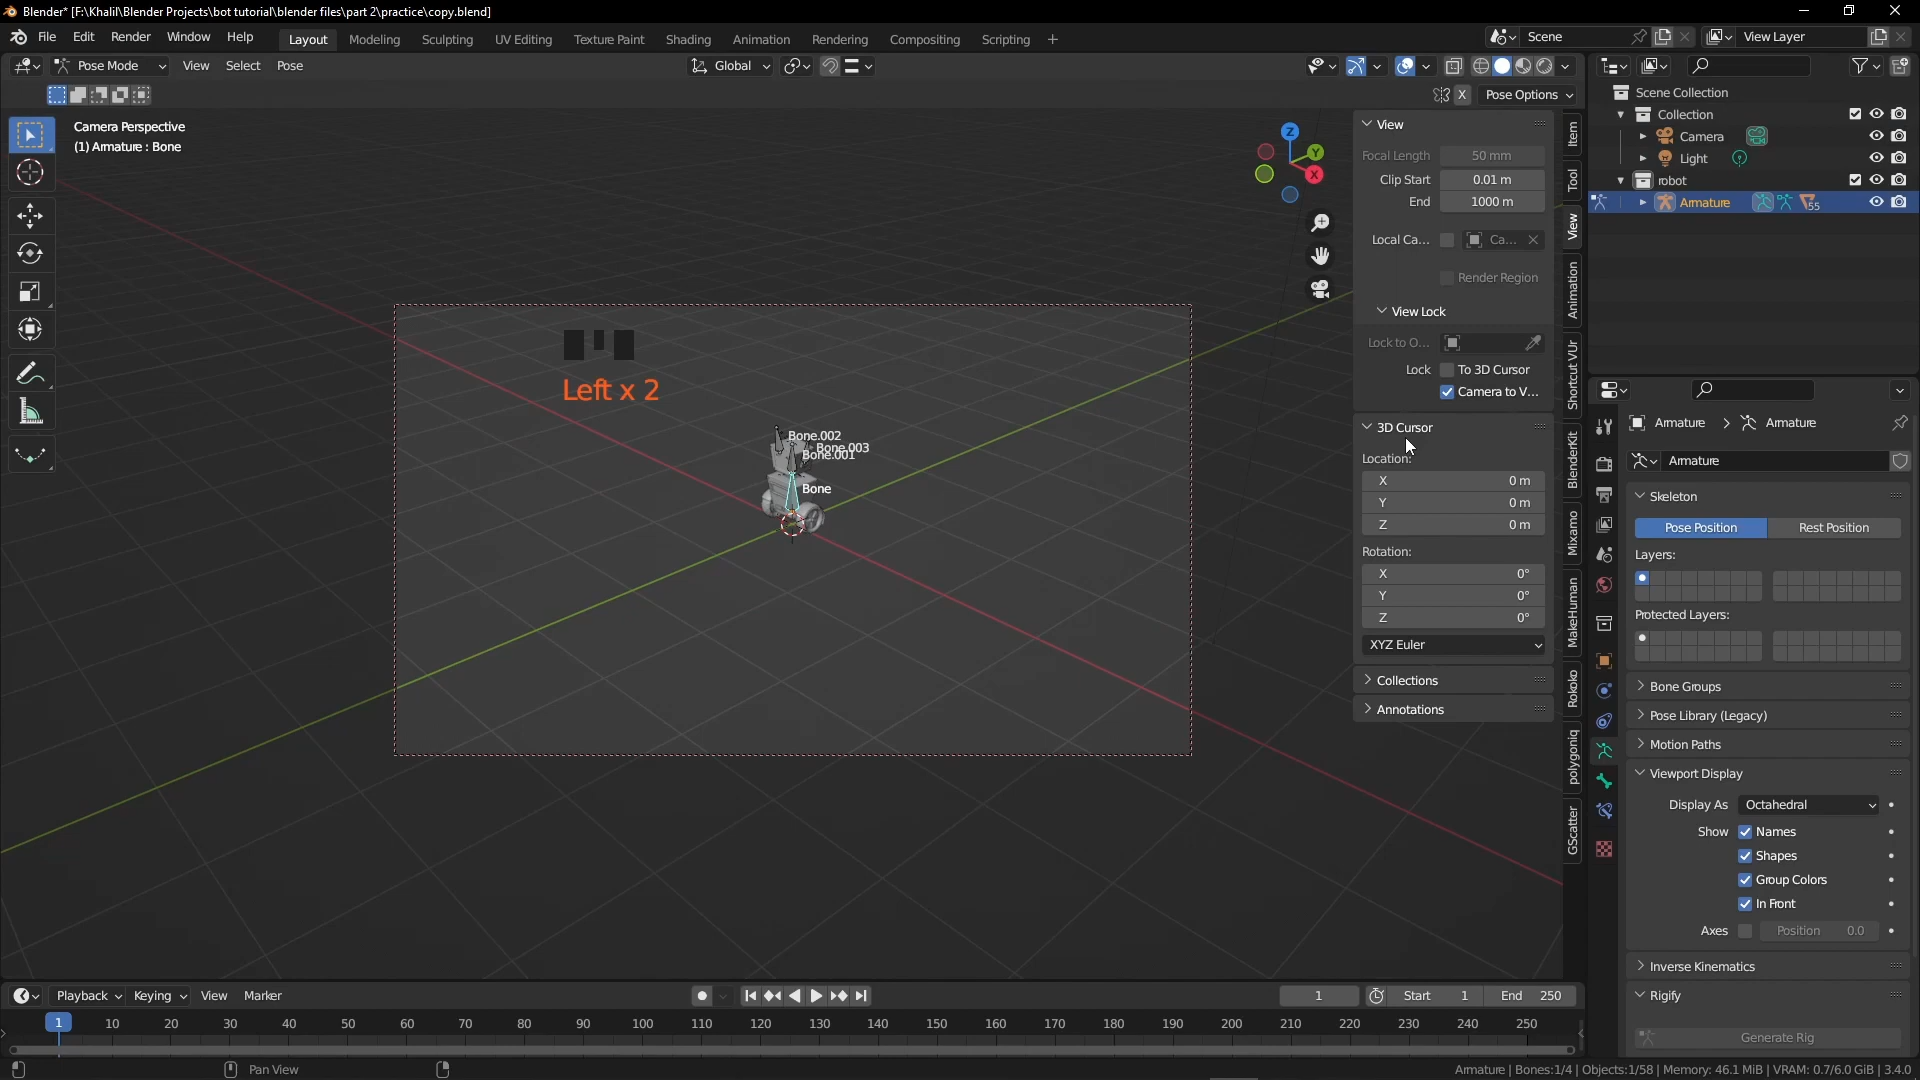 Blender* [F:\Khalil\Blender Projects\bot tutorial\blender files\part 2\practice\copy.blend]
File Edit Render Window Help Layout Modeling Sculpting UV Editing Texture Paint Shading Animation Rendering Compositing Scripting + Scene View Layer
Pose Mode View Select Pose Global
X Pose Options
Camera Perspective
(1) Armature : Bone
Z
Y
X
Left x 2
Bone.002
Bone.003
Bone.001
Bone
View
Focal Length 50 mm
Clip Start 0.01 m
End 1000 m
Local Ca... Ca...
Render Region
View Lock
Lock to O...
Lock To 3D Cursor
Camera to V...
3D Cursor
Location:
X 0 m
Y 0 m
Z 0 m
Rotation:
X 0°
Y 0°
Z 0°
XYZ Euler
Collections
Annotations
Item
Tool
View
Animation
Shortcut VUr
BlenderKit
Mixamo
MakeHuman
Rokoko
polygoniq
GScatter
Scene Collection
Collection
Camera
Light
robot
Armature 55
Armature Armature
Armature
Skeleton
Pose Position Rest Position
Layers:
Protected Layers:
Bone Groups
Pose Library (Legacy)
Motion Paths
Viewport Display
Display As Octahedral
Show Names
Shapes
Group Colors
In Front
Axes Position 0.0
Inverse Kinematics
Rigify
Generate Rig
Playback Keying View Marker 1 Start 1 End 250
1 10 20 30 40 50 60 70 80 90 100 110 120 130 140 150 160 170 180 190 200 210 220 230 240 250
Pan View
Armature | Bones:1/4 | Objects:1/58 | Memory: 46.1 MiB | VRAM: 0.7/6.0 GiB | 3.4.0